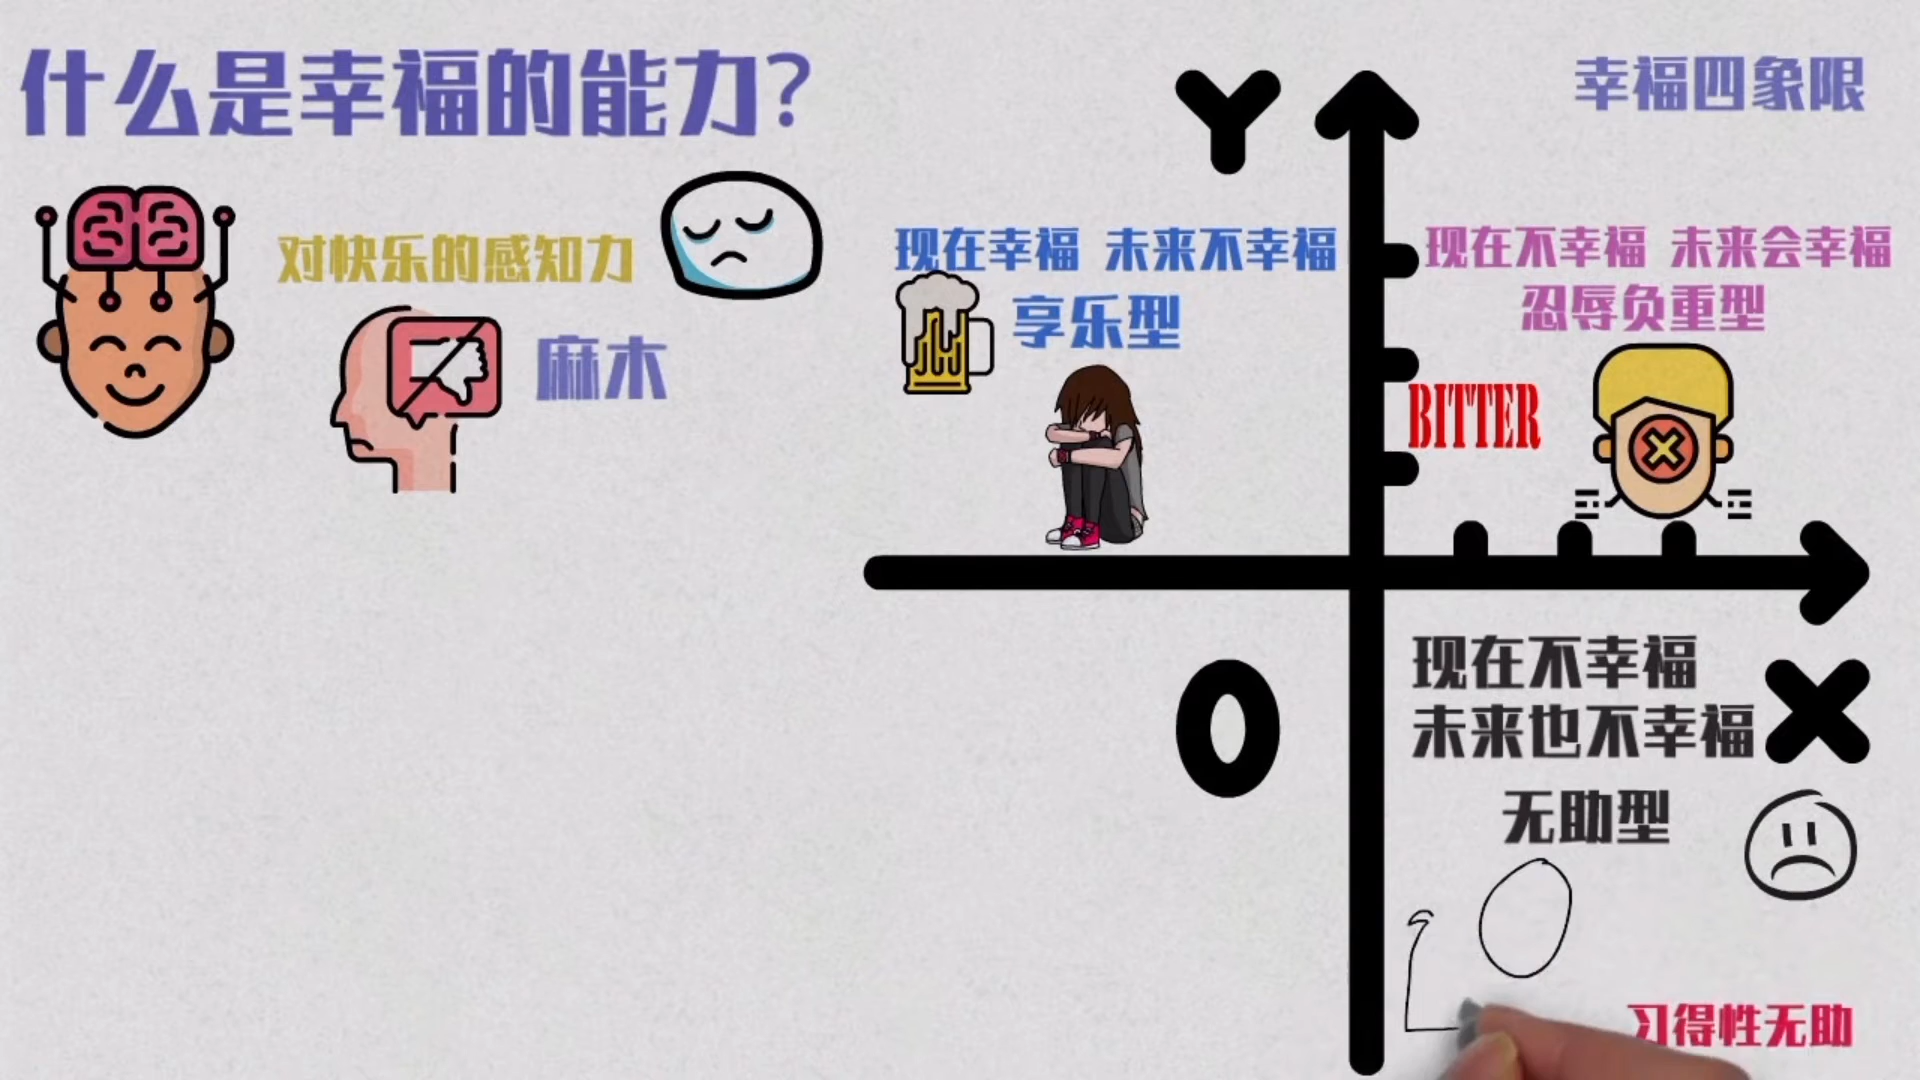 什么是幸福的能力?
对快乐的感知力
麻木
Y
幸福四象限
现在幸福 未来不幸福
享乐型
现在不幸福 未来会幸福
忍辱负重型
BITTER
O
现在不幸福
未来也不幸福
X
无助型
习得性无助